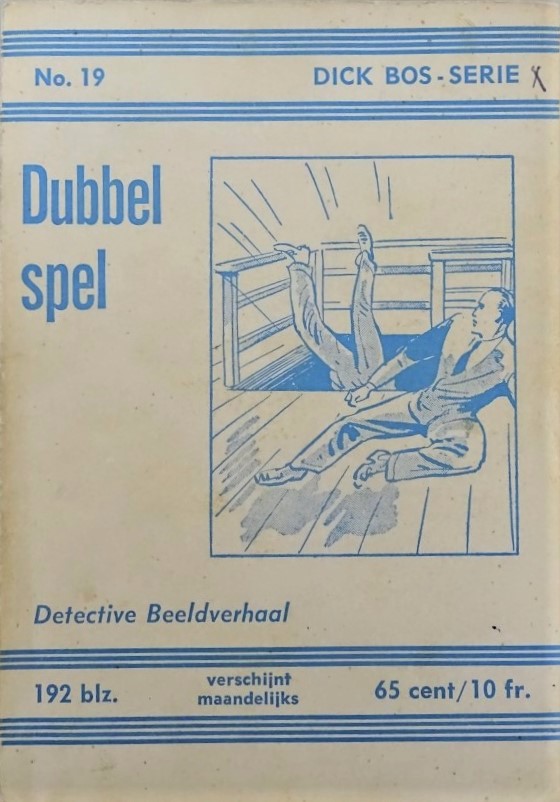 No. 19 DICK BOS - SERIE X
Dubbel
spel
Detective Beeldverhaal
192 blz. verschijnt maandelijks 65 cent/10 fr.